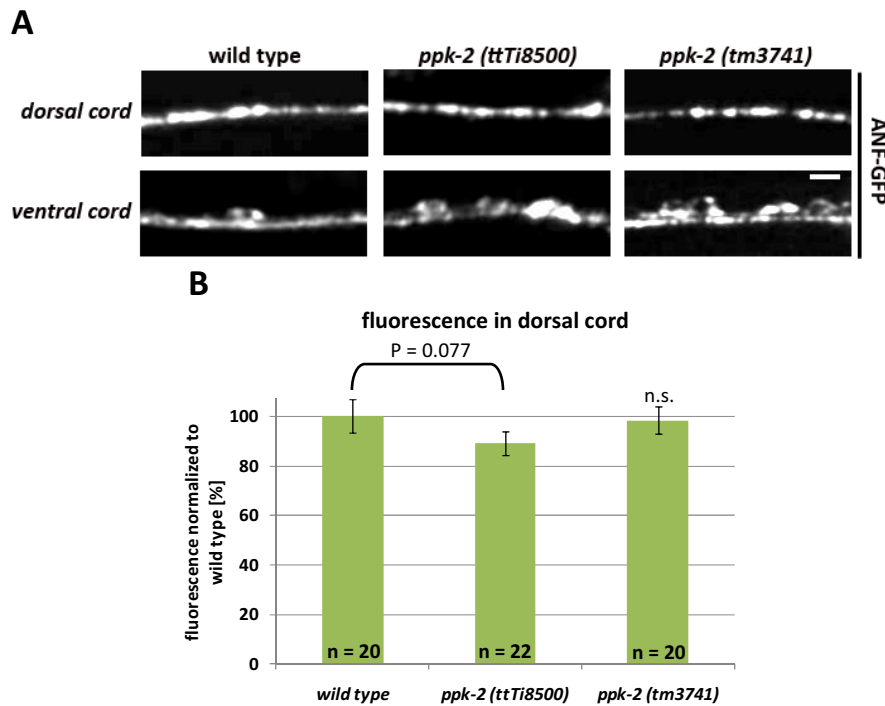 A
wild type ppk-2 (ttTi8500) ppk-2 (tm3741)
dorsal cord
ventral cord
ANF-GFP
B
fluorescence in dorsal cord
P = 0.077
n.s.
fluorescence normalized to
wild type [%]
100
80
60
40
20
0
n = 20 n = 22 n = 20
wild type ppk-2 (ttTi8500) ppk-2 (tm3741)